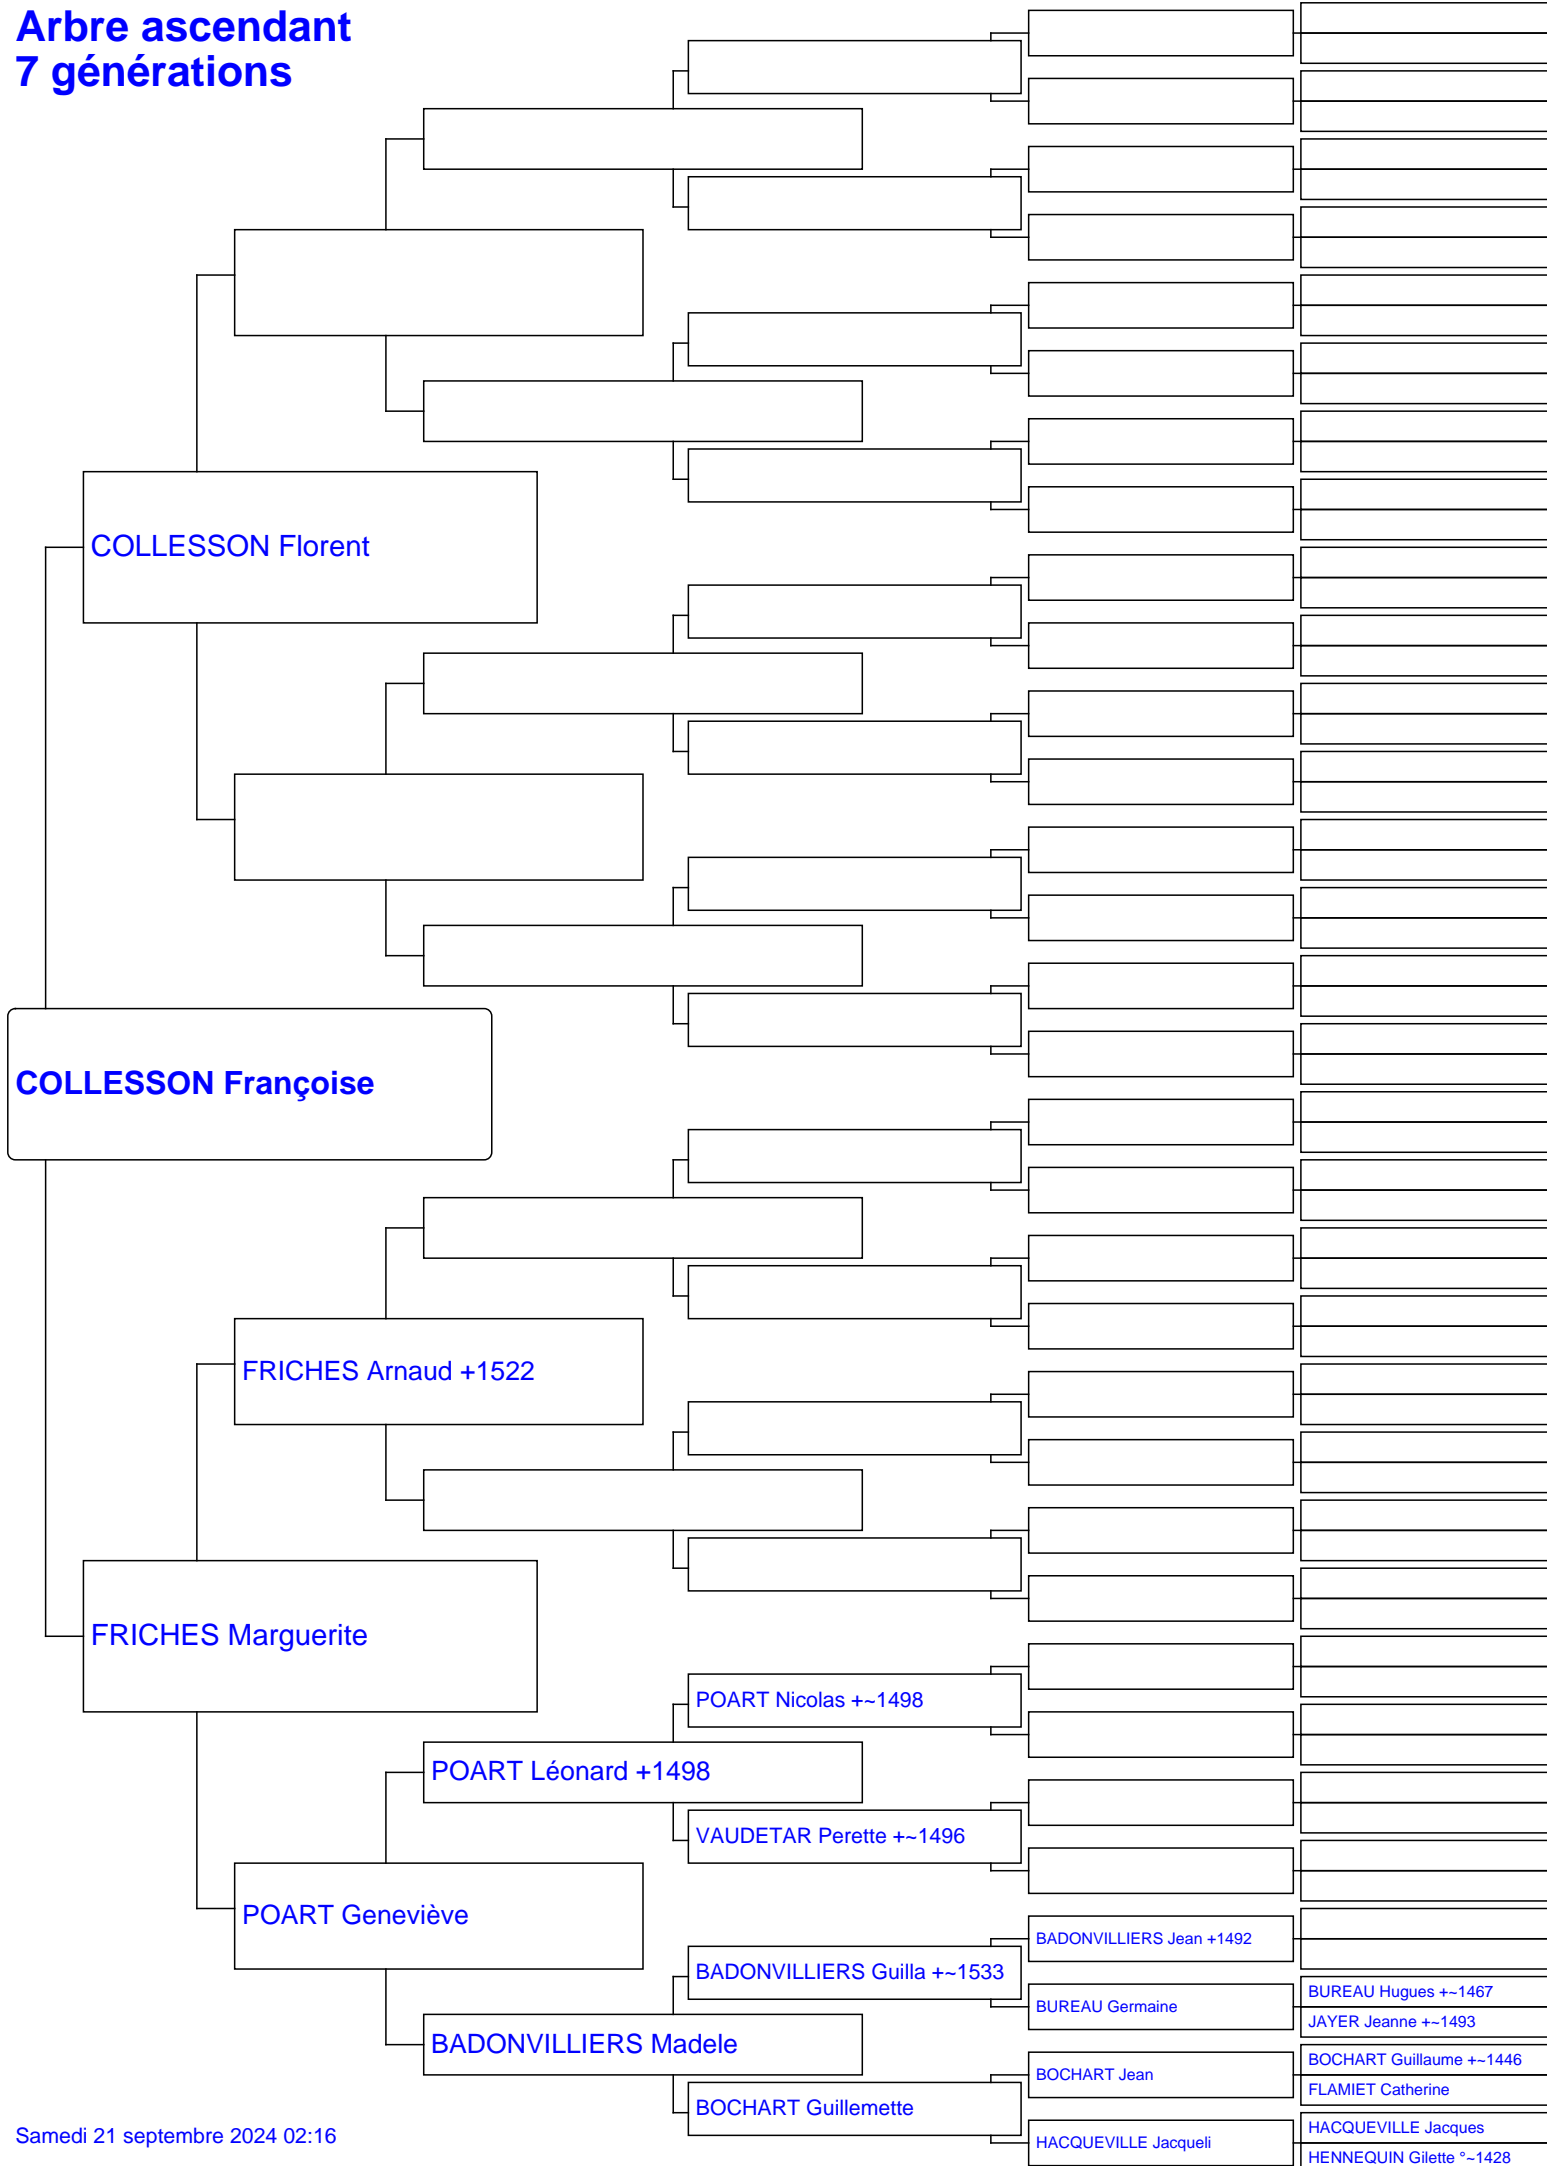 Arbre ascendant
7 générations
COLLESSON Florent
COLLESSON Françoise
FRICHES Arnaud +1522
FRICHES Marguerite
POART Nicolas +~1498
POART Léonard +1498
VAUDETAR Perette +~1496
POART Geneviève
BADONVILLIERS Jean +1492
BADONVILLIERS Guilla +~1533
BUREAU Hugues +~1467
BUREAU Germaine
JAYER Jeanne +~1493
BADONVILLIERS Madele
BOCHART Guillaume +~1446
BOCHART Jean
FLAMIET Catherine
BOCHART Guillemette
HACQUEVILLE Jacques
HACQUEVILLE Jacqueli
HENNEQUIN Gilette °~1428
Samedi 21 septembre 2024 02:16